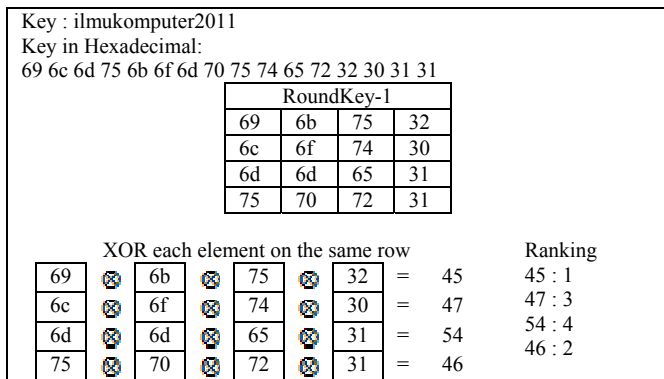 Key : ilmukomputer2011
Key in Hexadecimal:
69 6c 6d 75 6b 6f 6d 70 75 74 65 72 32 30 31 31
RoundKey-1
69 6b 75 32
6c 6f 74 30
6d 6d 65 31
75 70 72 31
XOR each element on the same row Ranking
69 ⊗ 6b ⊗ 75 ⊗ 32 = 45 45 : 1
6c ⊗ 6f ⊗ 74 ⊗ 30 = 47 47 : 3
6d ⊗ 6d ⊗ 65 ⊗ 31 = 54 54 : 4
75 ⊗ 70 ⊗ 72 ⊗ 31 = 46 46 : 2